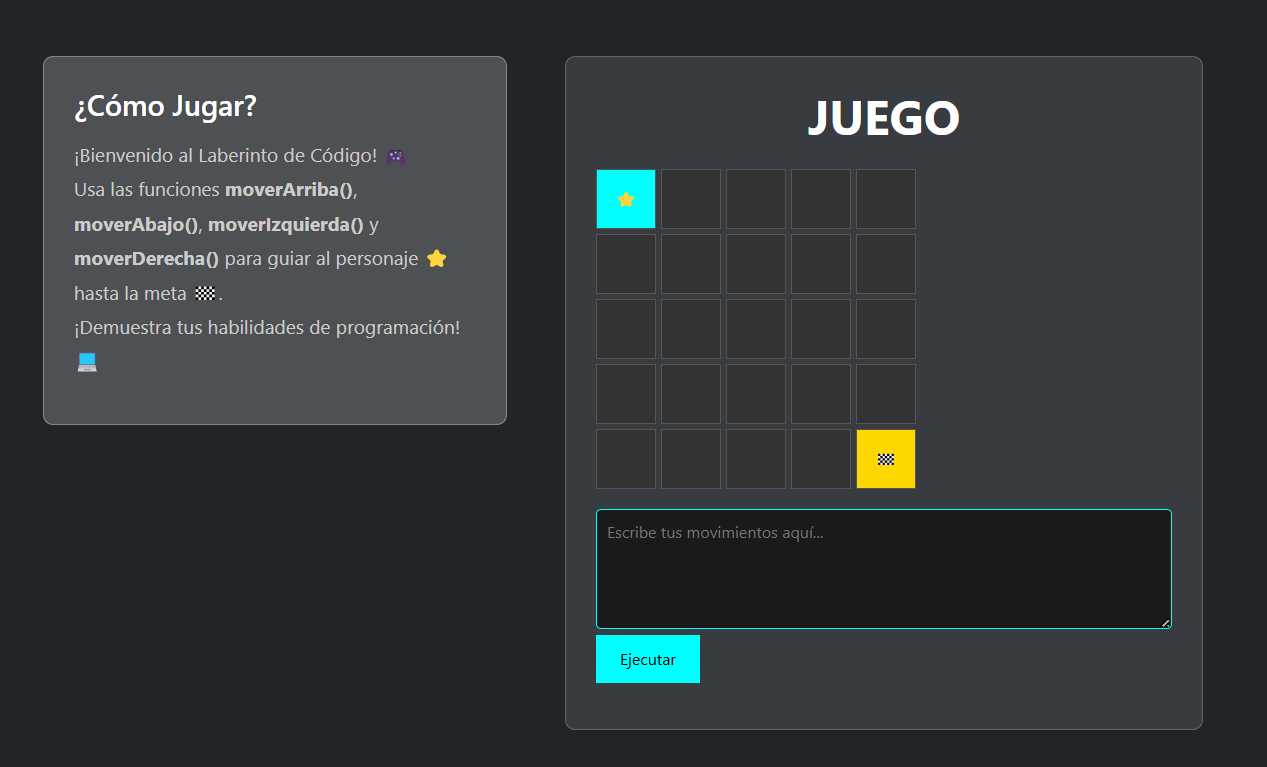 ¿Cómo Jugar?
¡Bienvenido al Laberinto de Código! 🎮
Usa las funciones moverArriba(),
moverAbajo(), moverIzquierda() y
moverDerecha() para guiar al personaje ⭐
hasta la meta 🏁.
¡Demuestra tus habilidades de programación!
💻
JUEGO
Escribe tus movimientos aquí...
Ejecutar